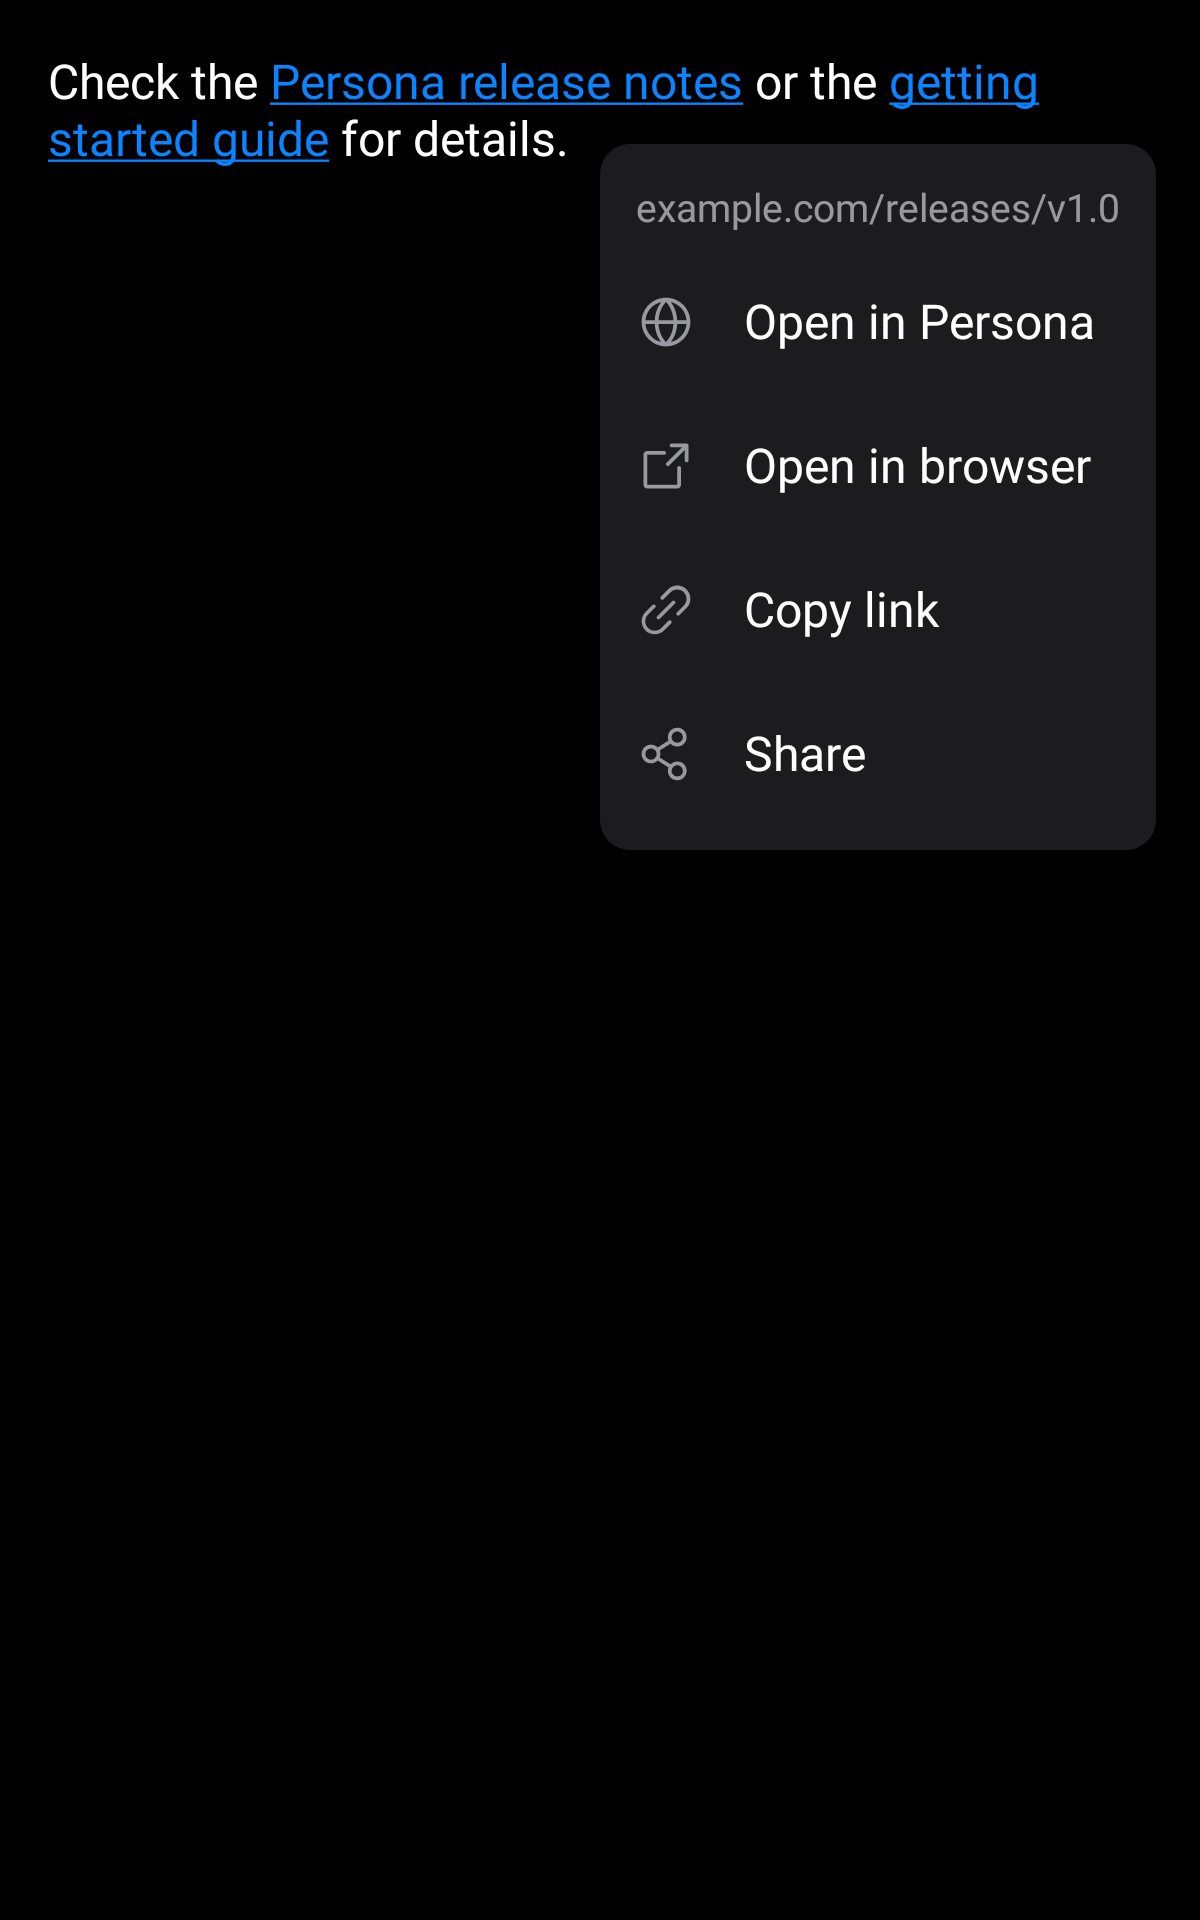 Check the Persona release notes or the getting
started guide for details.
example.com/releases/v1.0
Open in Persona
Open in browser
Copy link
Share